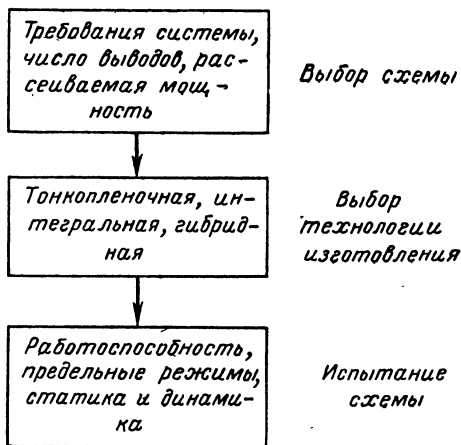 Требования системы,
число выводов, рас-
сеиваемая мощ-
ность
Выбор схемы
Тонкопленочная, ин-
тегральная, гибрид-
ная
Выбор
технологии
изготовления
Работоспособность,
предельные режимы,
статика и динами-
ка
Испытание
схемы